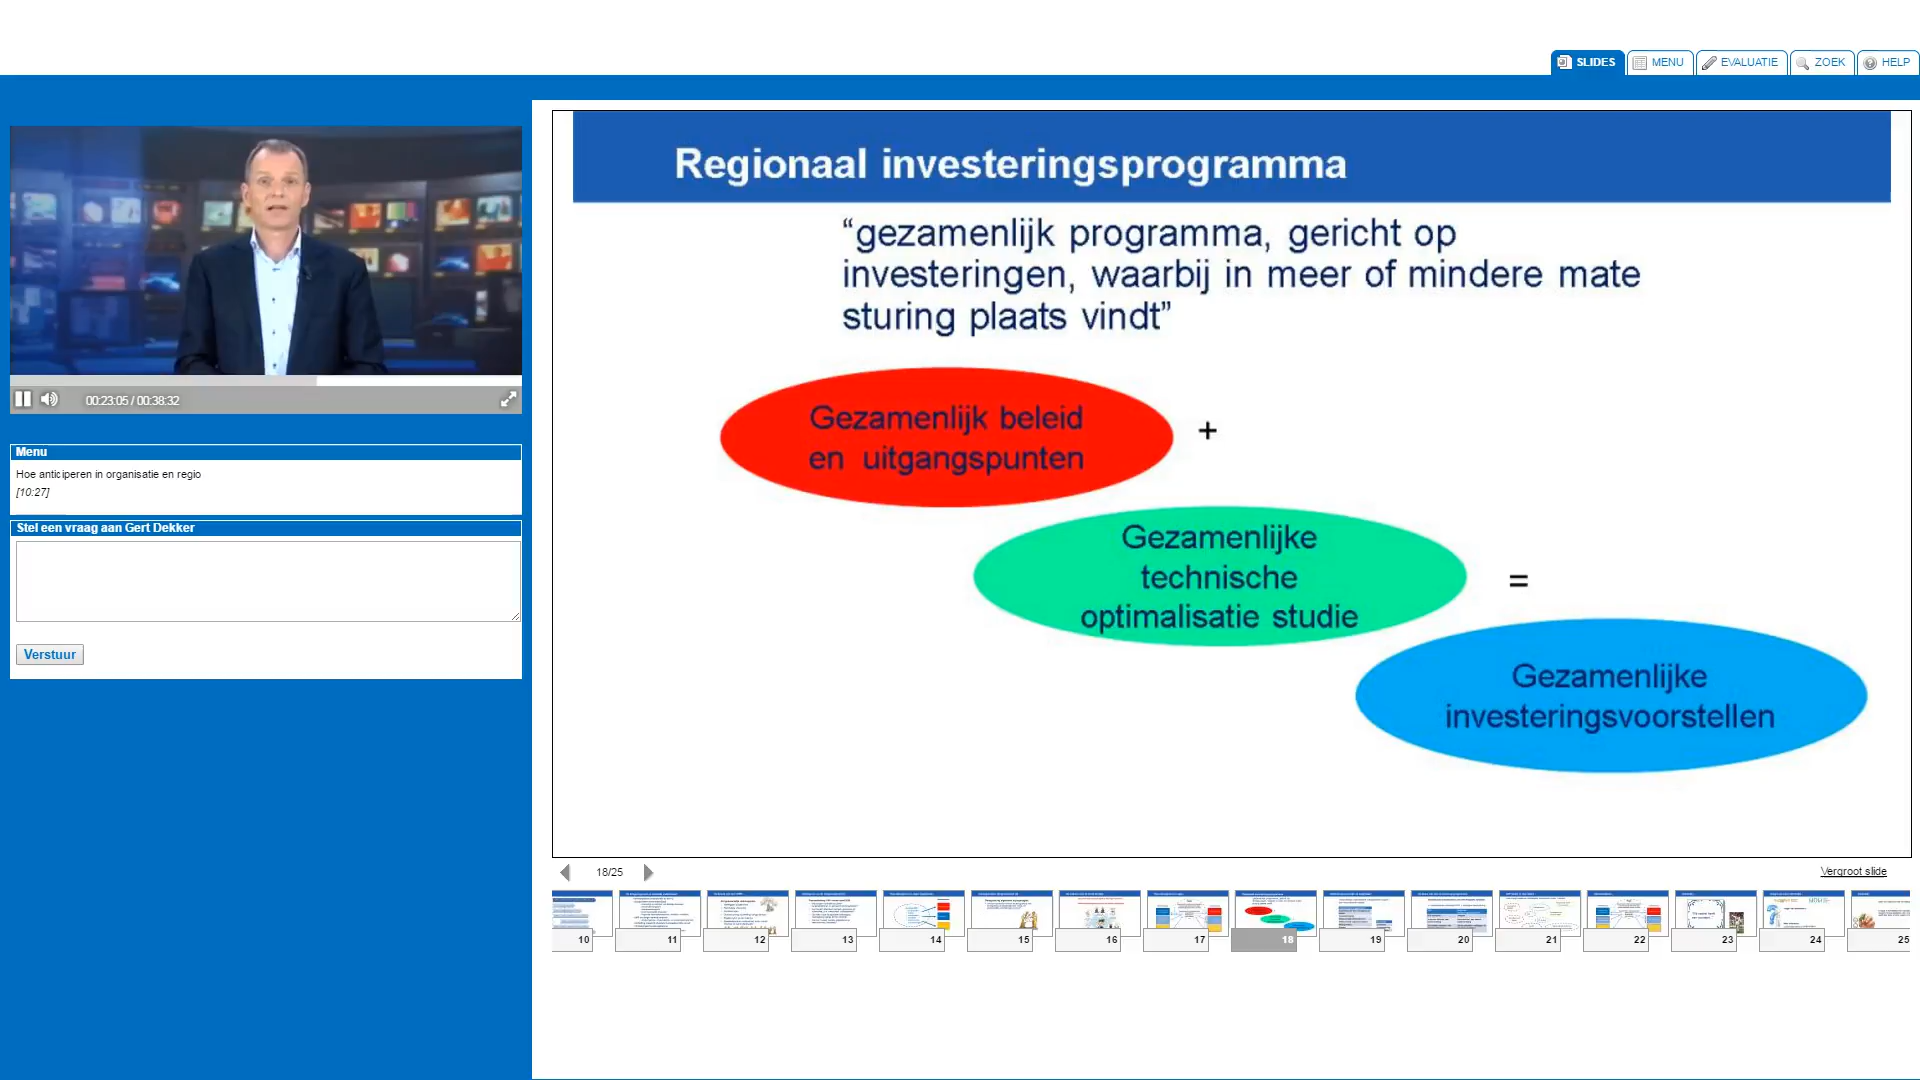 SLIDES
MENU
EVALUATIE
ZOEK
HELP
00:23:05 / 00:38:32
Menu
Hoe anticiperen in organisatie en regio
[10:27]
Stel een vraag aan Gert Dekker
Verstuur
Regionaal investeringsprogramma
“gezamenlijk programma, gericht op
investeringen, waarbij in meer of mindere mate
sturing plaats vindt”
Gezamenlijk beleid
en uitgangspunten
+
Gezamenlijke
technische
optimalisatie studie
=
Gezamenlijke
investeringsvoorstellen
18/25
Vergroot slide
10
11
12
13
14
15
16
17
18
19
20
21
22
23
24
25